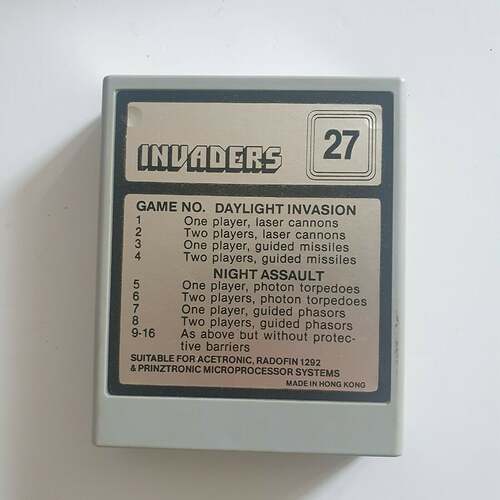 INVADERS 27
GAME NO. DAYLIGHT INVASION
1 One player, laser cannons
2 Two players, laser cannons
3 One player, guided missiles
4 Two players, guided missiles
NIGHT ASSAULT
5 One player, photon torpedoes
6 Two players, photon torpedoes
7 One player, guided phasors
8 Two players, guided phasors
9-16 As above but without protec-
tive barriers
SUITABLE FOR ACETRONIC, RADOFIN 1292
& PRINZTRONIC MICROPROCESSOR SYSTEMS
MADE IN HONG KONG